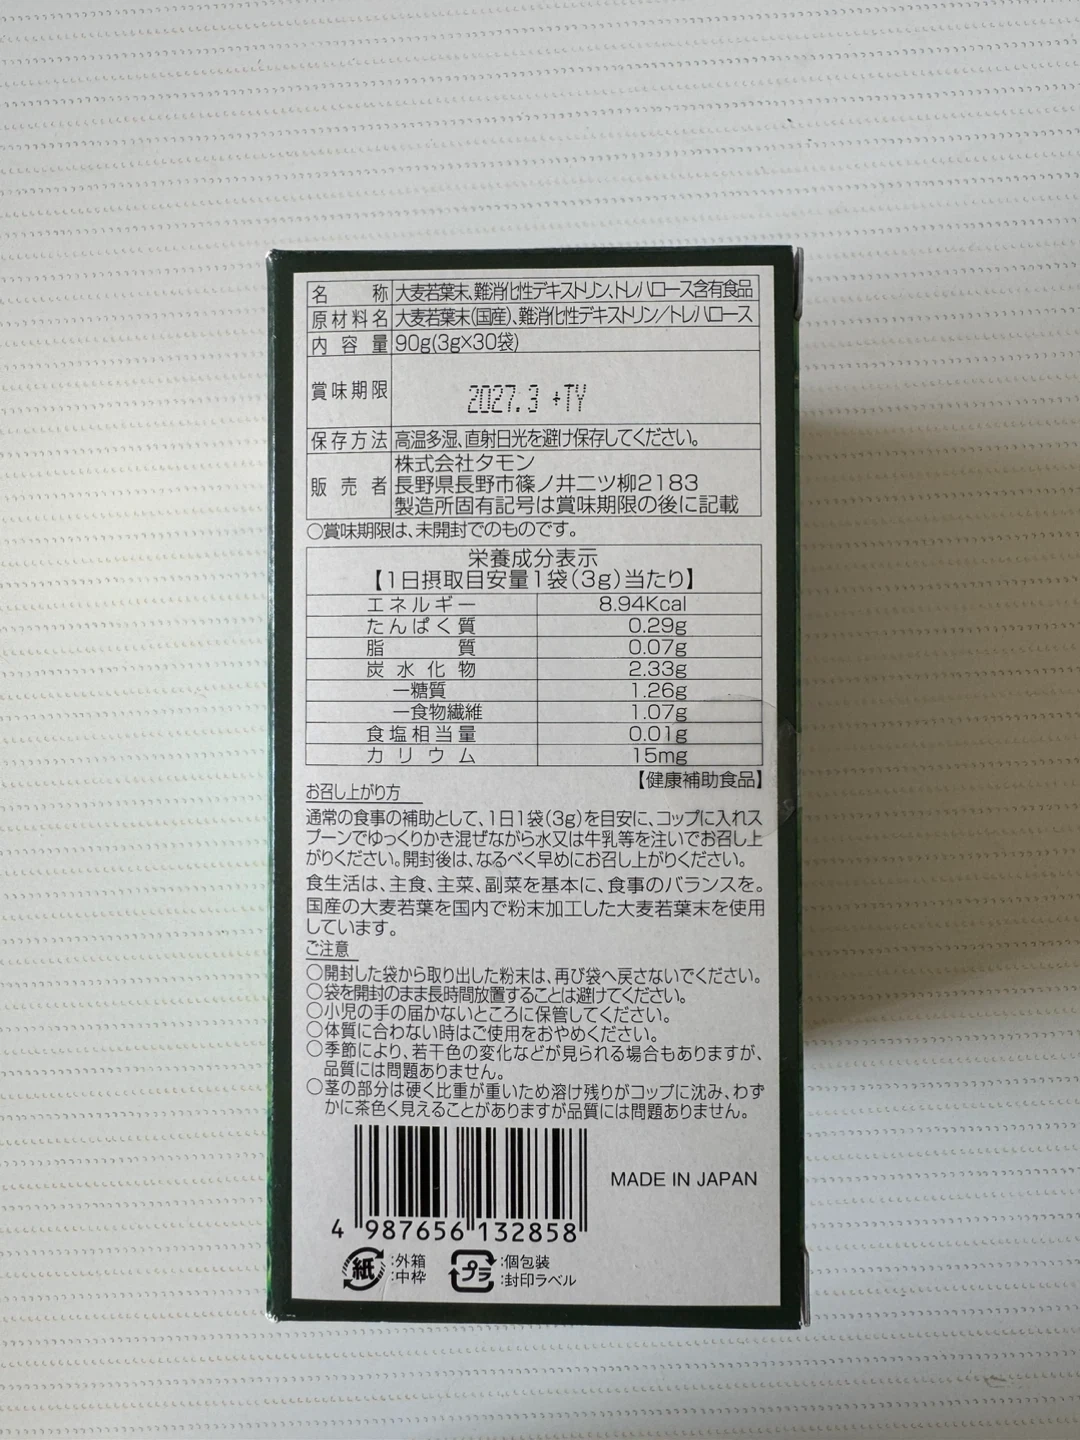 名称 大麦若葉末、難消化性デキストリン、トレハロース含有食品
原材料名 大麦若葉末(国産)、難消化性デキストリン／トレハロース
内容量 90g(3g×30袋)
賞味期限 2027.3 +TY
保存方法 高温多湿、直射日光を避け保存してください。
販売者 株式会社タモン
長野県長野市篠ノ井二ツ柳2183
製造所固有記号は賞味期限の後に記載
○賞味期限は、未開封でのものです。
栄養成分表示
【1日摂取目安量1袋(3g)当たり】
エネルギー 8.94Kcal
たんぱく質 0.29g
脂質 0.07g
炭水化物 2.33g
－糖質 1.26g
－食物繊維 1.07g
食塩相当量 0.01g
カリウム 15mg
【健康補助食品】
お召し上がり方
通常の食事の補助として、1日1袋(3g)を目安に、コップに入れス
プーンでゆっくりかき混ぜながら水又は牛乳等を注いでお召し上
がりください。開封後は、なるべく早めにお召し上がりください。
食生活は、主食、主菜、副菜を基本に、食事のバランスを。
国産の大麦若葉を国内で粉末加工した大麦若葉末を使用
しています。
ご注意
○開封した袋から取り出した粉末は、再び袋へ戻さないでください。
○袋を開封のまま長時間放置することは避けてください。
○小児の手の届かないところに保管してください。
○体質に合わない時はご使用をおやめください。
○季節により、若干色の変化などが見られる場合もありますが、
品質には問題ありません。
○茎の部分は硬く比重が重いため溶け残りがコップに沈み、わず
かに茶色く見えることがありますが品質には問題ありません。
MADE IN JAPAN
4 987656 132858
紙 :外箱 プラ :個包装
:中枠 :封印ラベル